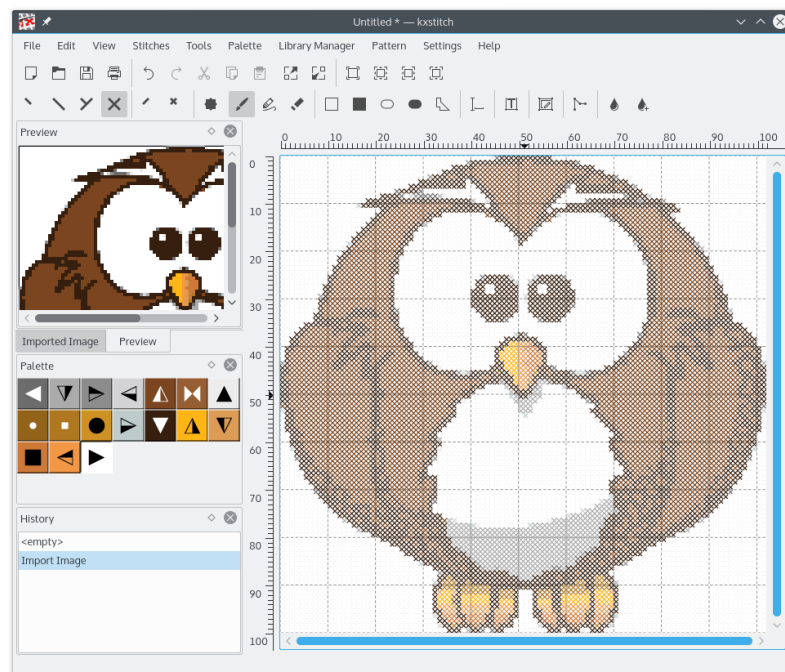 Untitled * — kxstitch
File Edit View Stitches Tools Palette Library Manager Pattern Settings Help
T
Preview
0 10 20 30 40 50 60 70 80 90 100
0
10
20
30
40
50
60
70
80
90
100
Imported Image Preview
Palette
History
<empty>
Import Image